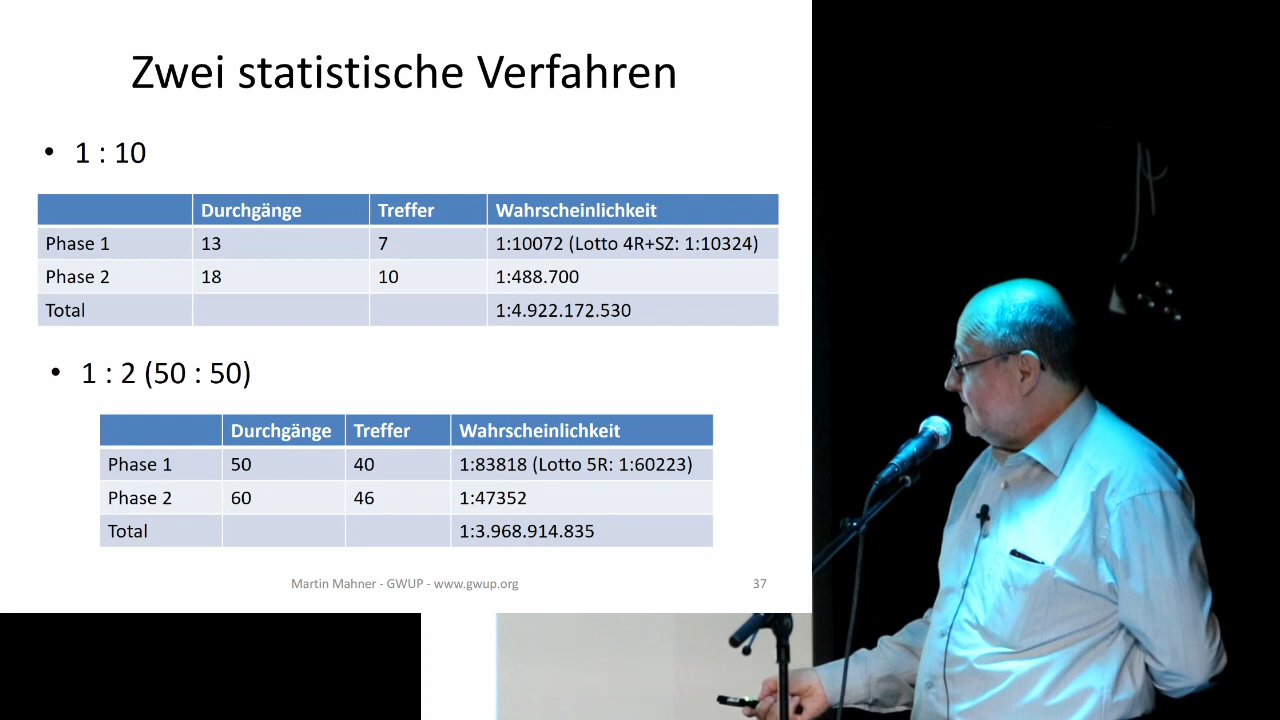 Zwei statistische Verfahren
• 1 : 10
Durchgänge Treffer Wahrscheinlichkeit
Phase 1 13 7 1:10072 (Lotto 4R+SZ: 1:10324)
Phase 2 18 10 1:488.700
Total 1:4.922.172.530
• 1 : 2 (50 : 50)
Durchgänge Treffer Wahrscheinlichkeit
Phase 1 50 40 1:83818 (Lotto 5R: 1:60223)
Phase 2 60 46 1:47352
Total 1:3.968.914.835
Martin Mahner - GWUP - www.gwup.org 37